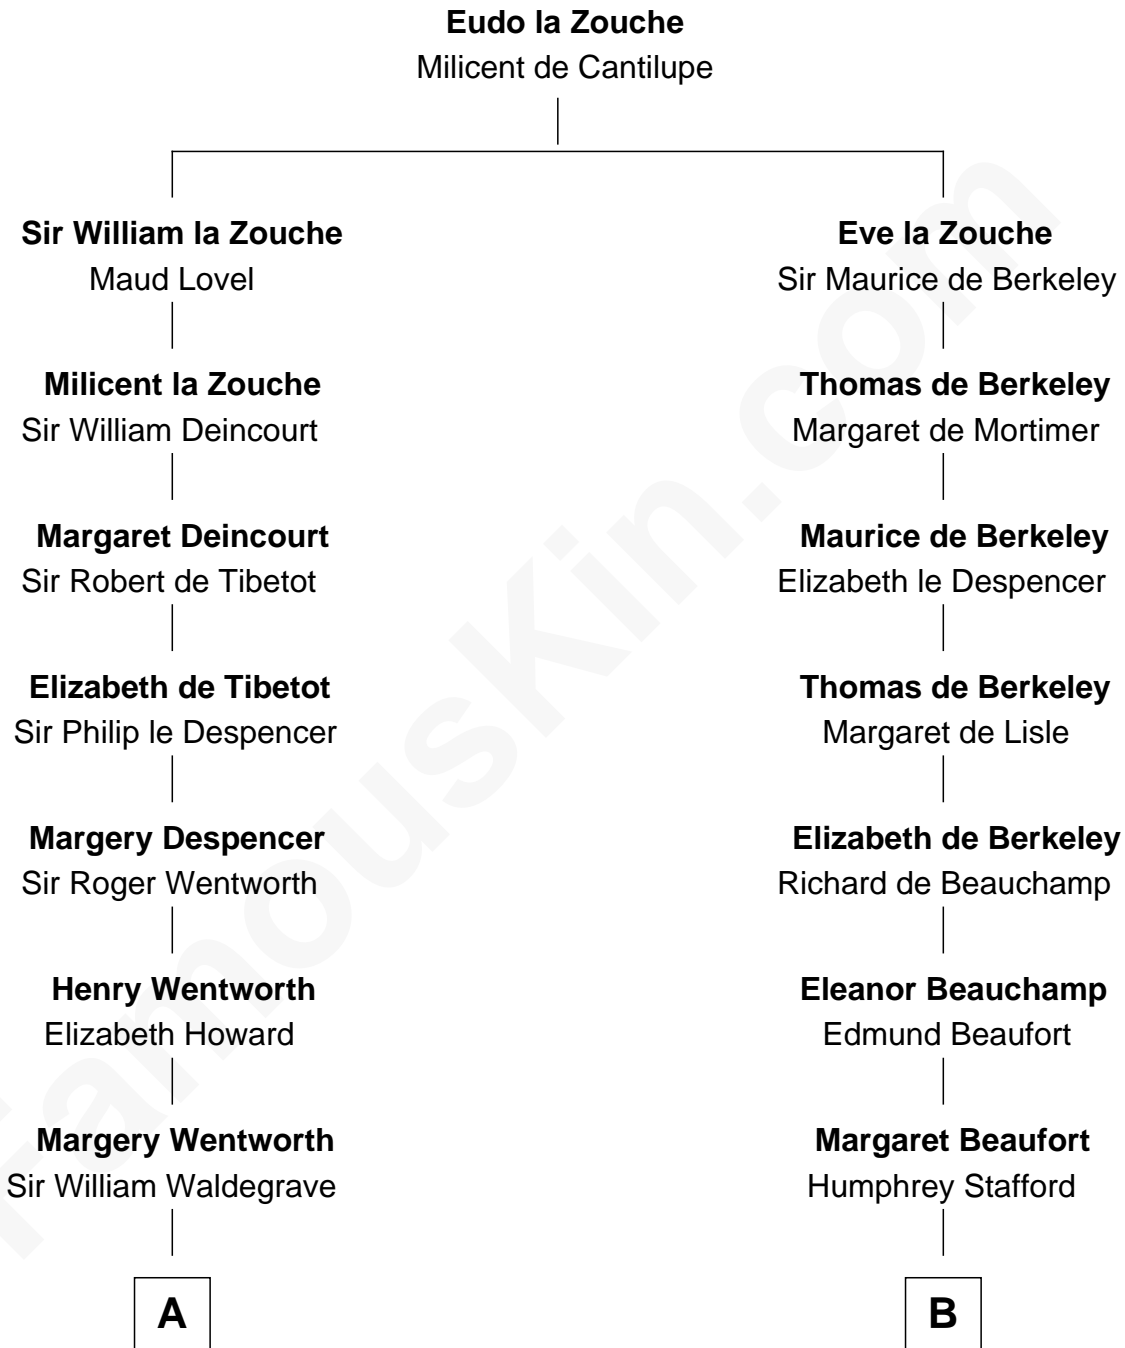 Eudo la Zouche
Milicent de Cantilupe
Sir William la Zouche
Maud Lovel
Eve la Zouche
Sir Maurice de Berkeley
Milicent la Zouche
Sir William Deincourt
Thomas de Berkeley
Margaret de Mortimer
Margaret Deincourt
Sir Robert de Tibetot
Maurice de Berkeley
Elizabeth le Despencer
Elizabeth de Tibetot
Sir Philip le Despencer
Thomas de Berkeley
Margaret de Lisle
Margery Despencer
Sir Roger Wentworth
Elizabeth de Berkeley
Richard de Beauchamp
Henry Wentworth
Elizabeth Howard
Eleanor Beauchamp
Edmund Beaufort
Margery Wentworth
Sir William Waldegrave
Margaret Beaufort
Humphrey Stafford
A
B
FamousKin.com